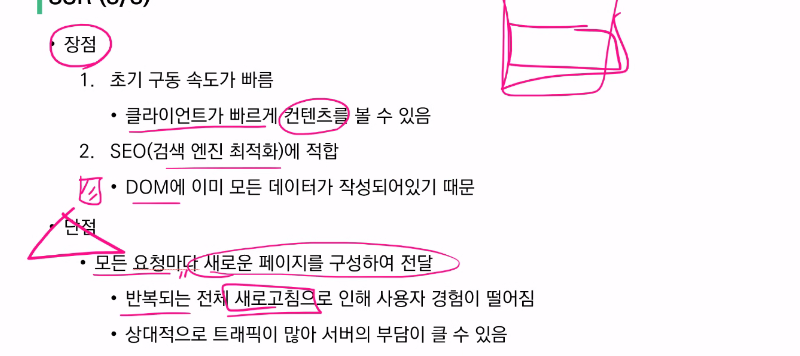 • 장점
1. 초기 구동 속도가 빠름
• 클라이언트가 빠르게 컨텐츠를 볼 수 있음
2. SEO(검색 엔진 최적화)에 적합
• DOM에 이미 모든 데이터가 작성되어있기 때문
• 단점
• 모든 요청마다 새로운 페이지를 구성하여 전달
• 반복되는 전체 새로고침으로 인해 사용자 경험이 떨어짐
• 상대적으로 트래픽이 많아 서버의 부담이 클 수 있음